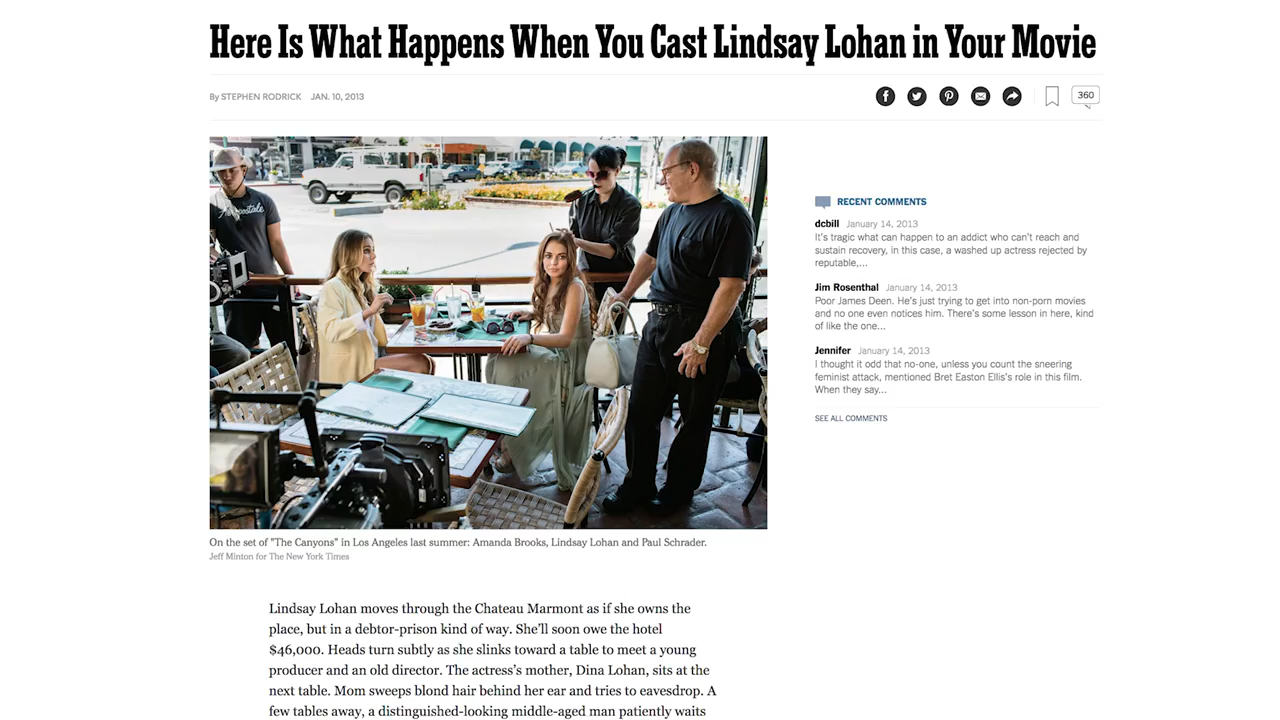 Here Is What Happens When You Cast Lindsay Lohan in Your Movie
By STEPHEN RODRICK JAN. 10, 2013
360
Aéropostale
RECENT COMMENTS
dcbill January 14, 2013
It's tragic what can happen to an addict who can't reach and
sustain recovery, in this case, a washed up actress rejected by
reputable,...
Jim Rosenthal January 14, 2013
Poor James Deen. He's just trying to get into non-porn movies
and no one even notices him. There's some lesson in here, kind
of like the one...
Jennifer January 14, 2013
I thought it odd that no-one, unless you count the sneering
feminist attack, mentioned Bret Easton Ellis's role in this film.
When they say...
SEE ALL COMMENTS
On the set of "The Canyons" in Los Angeles last summer: Amanda Brooks, Lindsay Lohan and Paul Schrader.
Jeff Minton for The New York Times
Lindsay Lohan moves through the Chateau Marmont as if she owns the
place, but in a debtor-prison kind of way. She'll soon owe the hotel
$46,000. Heads turn subtly as she slinks toward a table to meet a young
producer and an old director. The actress's mother, Dina Lohan, sits at the
next table. Mom sweeps blond hair behind her ear and tries to eavesdrop. A
few tables away, a distinguished-looking middle-aged man patiently waits